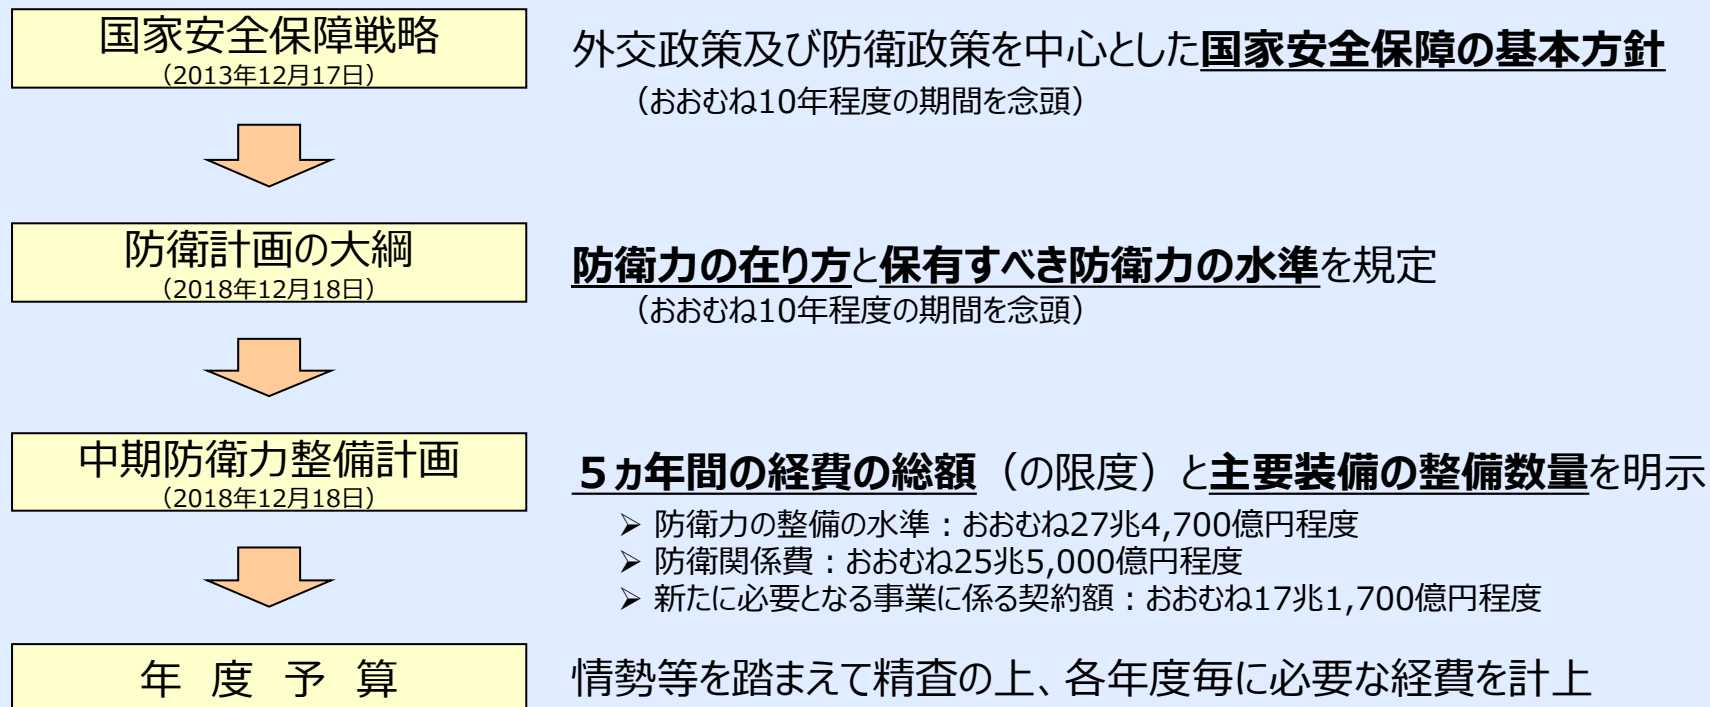 国家安全保障戦略
（2013年12月17日）
外交政策及び防衛政策を中心とした国家安全保障の基本方針
（おおむね10年程度の期間を念頭）
防衛計画の大綱
（2018年12月18日）
防衛力の在り方と保有すべき防衛力の水準を規定
（おおむね10年程度の期間を念頭）
中期防衛力整備計画
（2018年12月18日）
５ヵ年間の経費の総額（の限度）と主要装備の整備数量を明示
➢ 防衛力の整備の水準：おおむね27兆4,700億円程度
➢ 防衛関係費：おおむね25兆5,000億円程度
➢ 新たに必要となる事業に係る契約額：おおむね17兆1,700億円程度
年 度 予 算
情勢等を踏まえて精査の上、各年度毎に必要な経費を計上